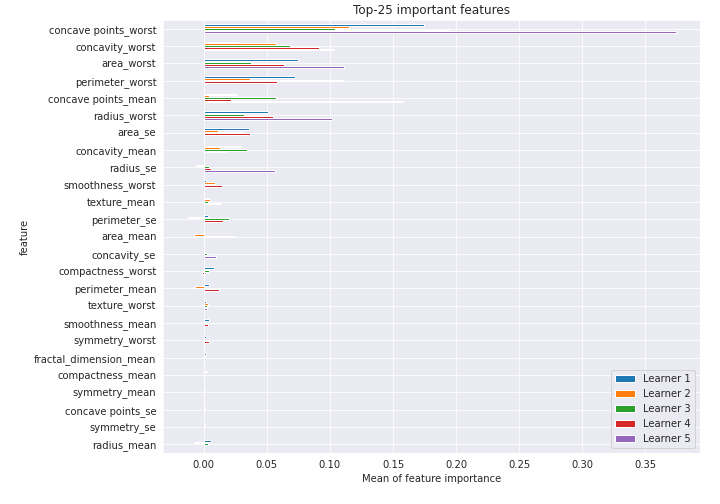 Top-25 important features
concave points_worst
concavity_worst
area_worst
perimeter_worst
concave points_mean
radius_worst
area_se
concavity_mean
radius_se
smoothness_worst
texture_mean
perimeter_se
area_mean
concavity_se
compactness_worst
perimeter_mean
texture_worst
smoothness_mean
symmetry_worst
fractal_dimension_mean
compactness_mean
symmetry_mean
concave points_se
symmetry_se
radius_mean
feature
Learner 1
Learner 2
Learner 3
Learner 4
Learner 5
0.00 0.05 0.10 0.15 0.20 0.25 0.30 0.35
Mean of feature importance